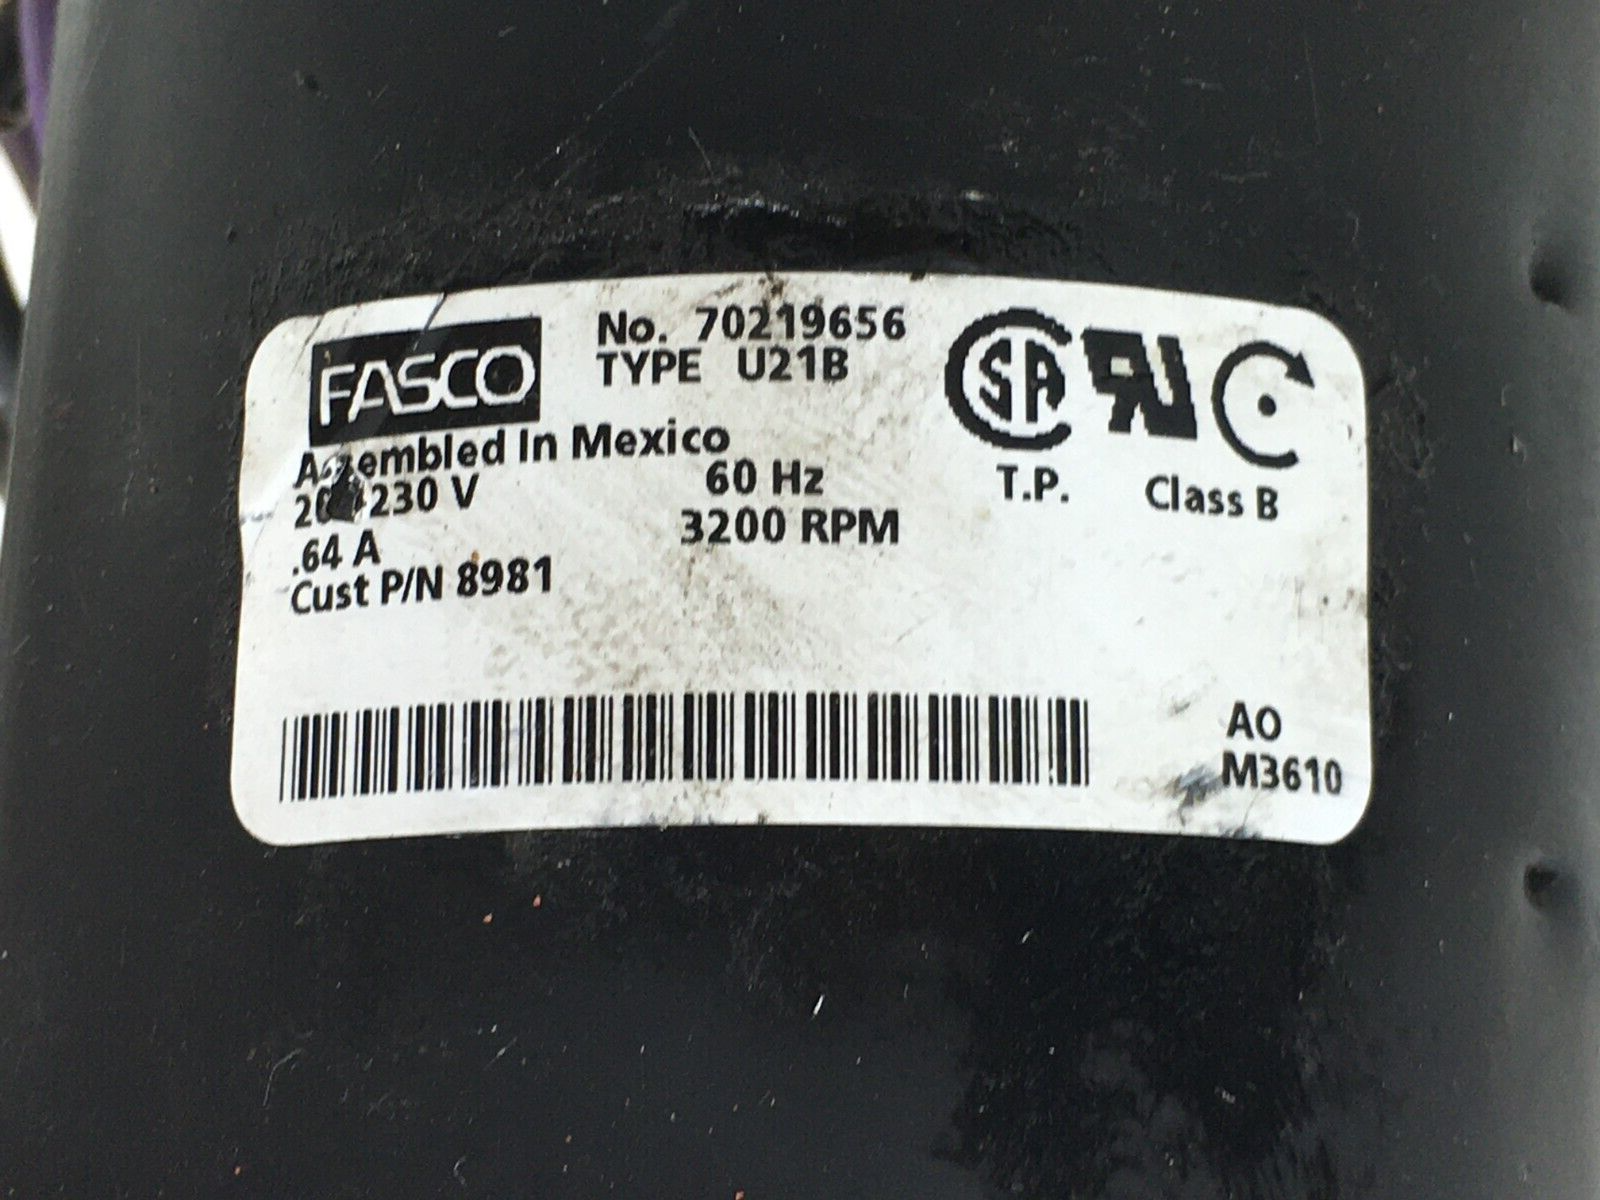 FASCO
No. 70219656
TYPE U21B
Assembled In Mexico
230 V
60 Hz
.64 A
3200 RPM
Cust P/N 8981
SA
T.P.
Class B
AO
M3610